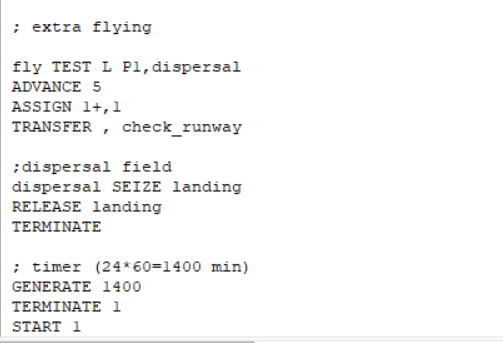 ; extra flying
fly TEST L P1,dispersal
ADVANCE 5
ASSIGN 1+,1
TRANSFER , check_runway
;dispersal field
dispersal SEIZE landing
RELEASE landing
TERMINATE
; timer (24*60=1400 min)
GENERATE 1400
TERMINATE 1
START 1